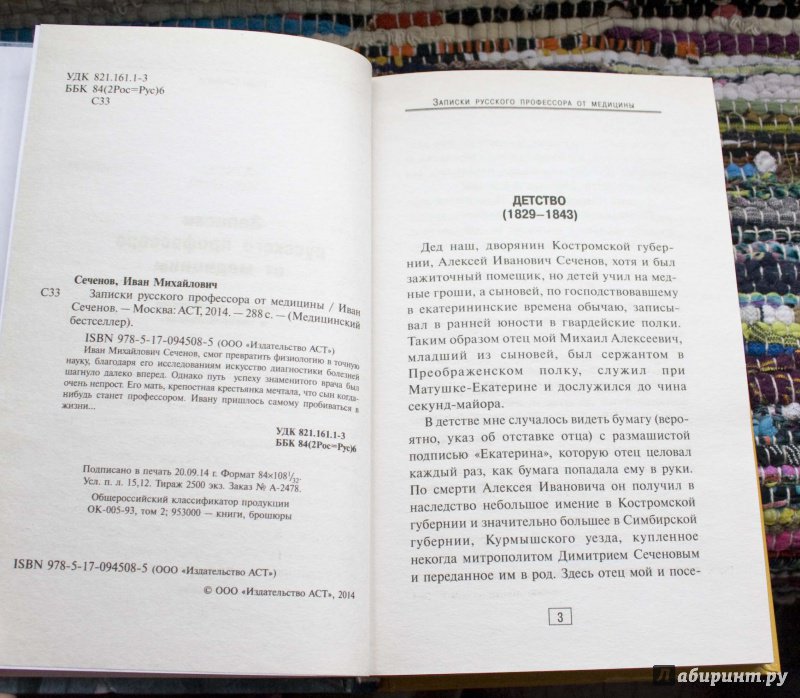 УДК 821.161.1-3
ББК 84(2Рос=Рус)6
С33
Сеченов, Иван Михайлович
С33
Записки русского профессора от медицины / Иван
Сеченов. — Москва: АСТ, 2014. — 288 с. — (Медицинский
бестселлер).
ISBN 978-5-17-094508-5 (ООО «Издательство АСТ»)
Иван Михайлович Сеченов, смог превратить физиологию в точную
науку, благодаря его исследованиям искусство диагностики болезней
шагнуло далеко вперед. Однако путь успеху знаменитого врача был
очень непрост. Его мать, крепостная крестьянка мечтала, что сын когда-
нибудь станет профессором. Ивану пришлось самому пробиваться в
жизни...
УДК 821.161.1-3
ББК 84(2Рос=Рус)6
Подписано в печать 20.09.14 г. Формат 84×108 1/32.
Усл. п. л. 15,12. Тираж 2500 экз. Заказ № А-2478.
Общероссийский классификатор продукции
ОК-005-93, том 2; 953000 — книги, брошюры
ISBN 978-5-17-094508-5 (ООО «Издательство АСТ»)
© ООО «Издательство АСТ», 2014
Записки русского профессора от медицины
ДЕТСТВО
(1829—1843)
Дед наш, дворянин Костромской губер-
нии, Алексей Иванович Сеченов, хотя и был
зажиточный помещик, но детей учил на мед-
ные гроши, а сыновей, по господствовавшему
в екатерининские времена обычаю, записы-
вал в ранней юности в гвардейские полки.
Таким образом отец мой Михаил Алексеевич,
младший из сыновей, был сержантом в
Преображенском полку, служил при
Матушке-Екатерине и дослужился до чина
секунд-майора.
В детстве мне случалось видеть бумагу (веро-
ятно, указ об отставке отца) с размашистой
подписью «Екатерина», которую отец целовал
каждый раз, как бумага попадала ему в руки.
По смерти Алексея Ивановича он получил в
наследство небольшое имение в Костромской
губернии и значительно большее в Симбирской
губернии, Курмышского уезда, купленное
некогда митрополитом Димитрием Сеченовым
и переданное им в род. Здесь отец мой и посе-
3
лабиринт.ру